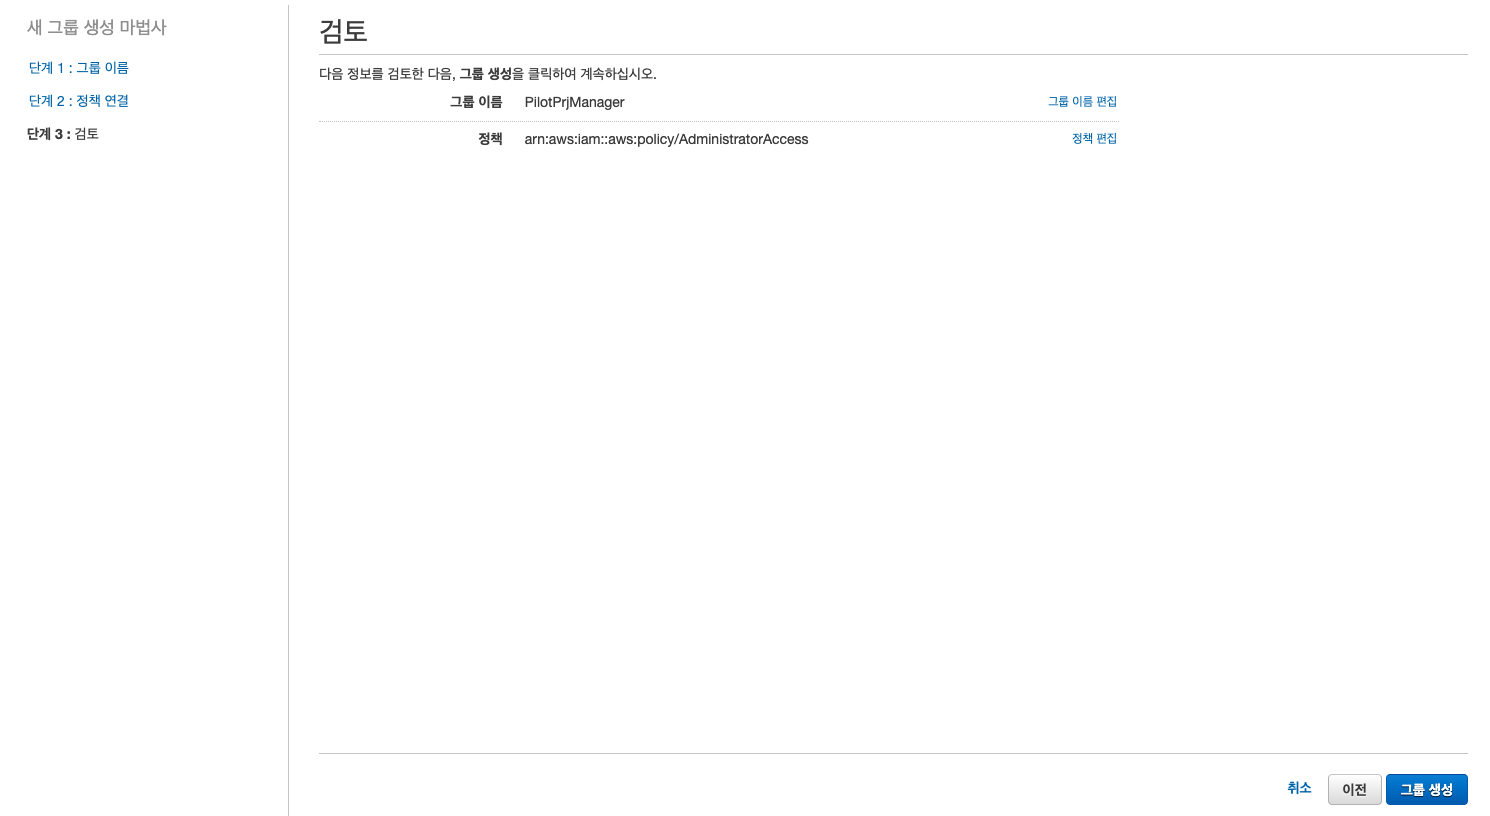 새 그룹 생성 마법사
단계 1 : 그룹 이름
단계 2 : 정책 연결
단계 3 : 검토
검토
다음 정보를 검토한 다음, 그룹 생성을 클릭하여 계속하십시오.
그룹 이름 PilotPrjManager 그룹 이름 편집
정책 arn:aws:iam::aws:policy/AdministratorAccess 정책 편집
취소 이전 그룹 생성